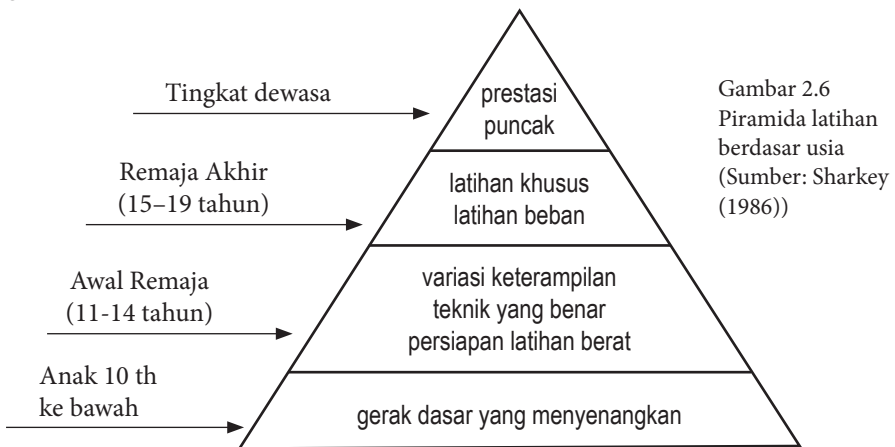 Tingkat dewasa
prestasi
puncak
Gambar 2.6
Piramida latihan
berdasar usia
(Sumber: Sharkey
(1986))
Remaja Akhir
(15–19 tahun)
latihan khusus
latihan beban
Awal Remaja
(11-14 tahun)
variasi keterampilan
teknik yang benar
persiapan latihan berat
Anak 10 th
ke bawah
gerak dasar yang menyenangkan